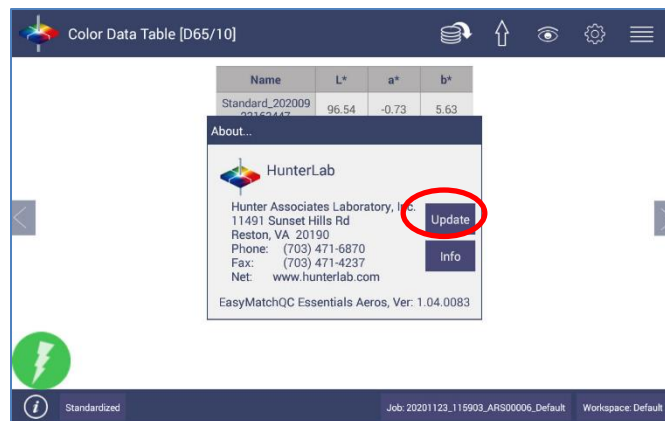 Color Data Table [D65/10]
Name L* a* b*
Standard_202009 96.54 -0.73 5.63
About...
HunterLab
Hunter Associates Laboratory, Inc.
11491 Sunset Hills Rd
Reston, VA 20190
Phone: (703) 471-6870
Fax: (703) 471-4237
Net: www.hunterlab.com
Update
Info
EasyMatchQC Essentials Aeros, Ver: 1.04.0083
i Standardized Job: 20201123_115903_ARS00006_Default Workspace: Default